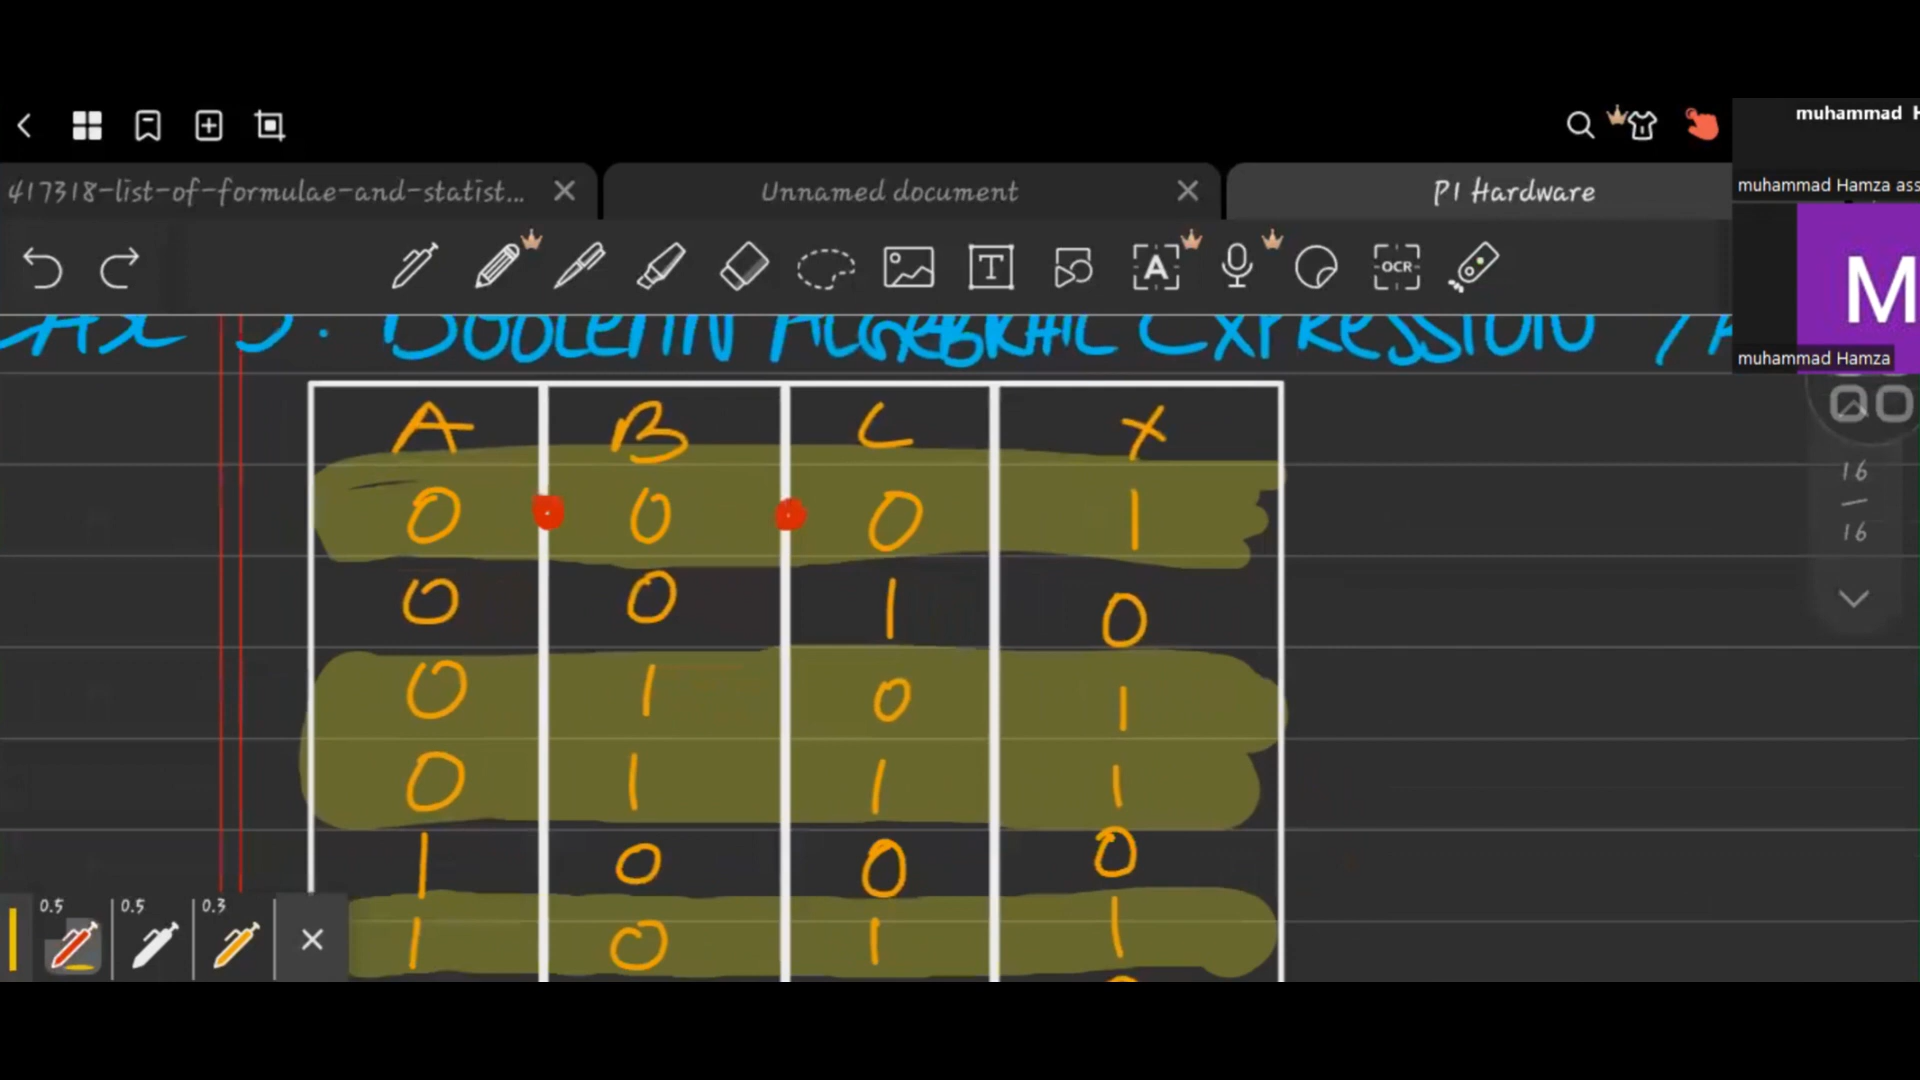 muhammad H
muhammad Hamza ass
417318-list-of-formulae-and-statist...
Unnamed document
P1 Hardware
M
muhammad Hamza
T
A
OCR
3: BOOLEAN ALGEBRAIC EXPRESSION /
A B C X
0 0 0 1
0 0 1 0
0 1 0 1
0 1 1 1
1 0 0 0
1 0 1 1
16
16
0.5 0.5 0.3